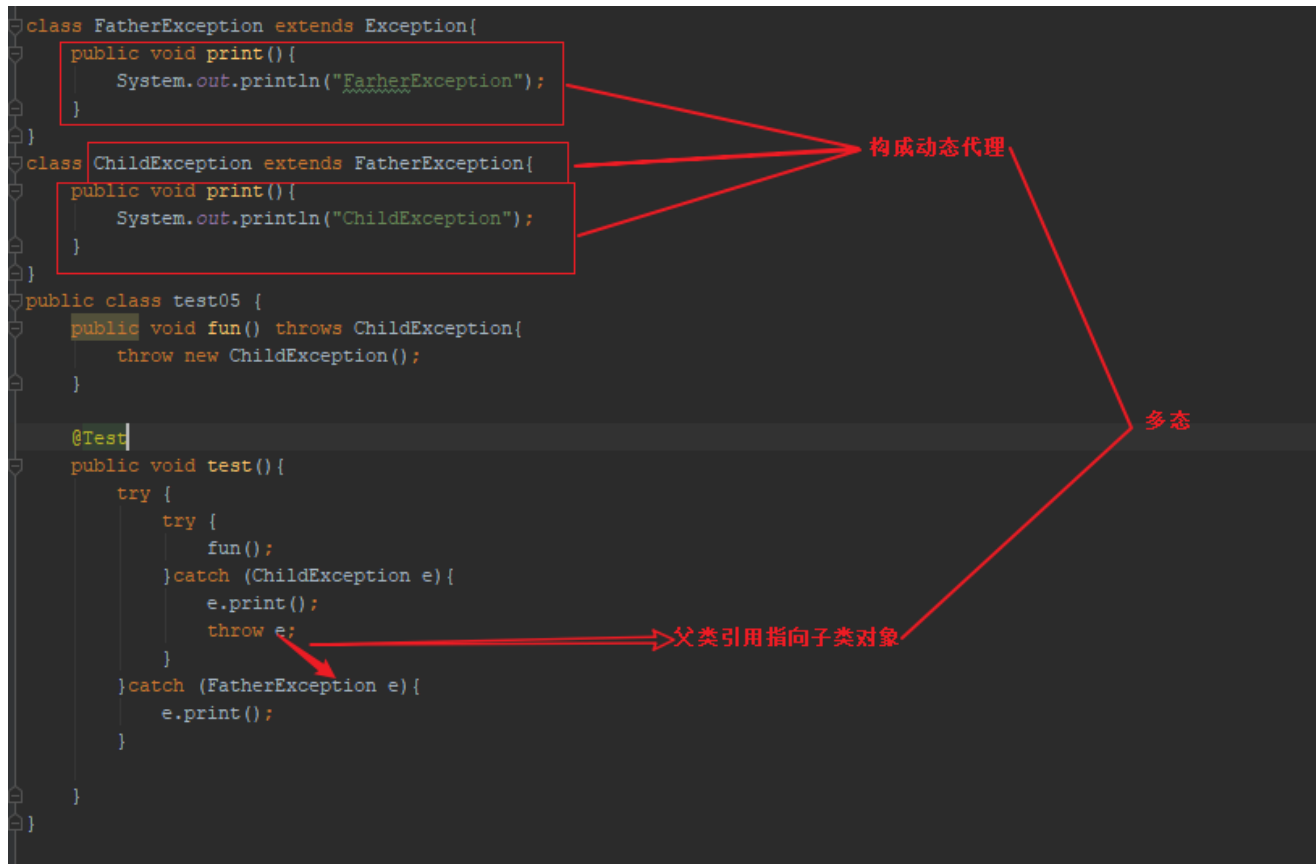 class FatherException extends Exception{
public void print(){
System.out.println("FarherException");
}
}
构成动态代理
class ChildException extends FatherException{
public void print(){
System.out.println("ChildException");
}
}
public class test05 {
public void fun() throws ChildException{
throw new ChildException();
}
多态
@Test
public void test(){
try {
try {
fun();
}catch (ChildException e){
e.print();
throw e;
父类引用指向子类对象
}
}catch (FatherException e){
e.print();
}
}
}